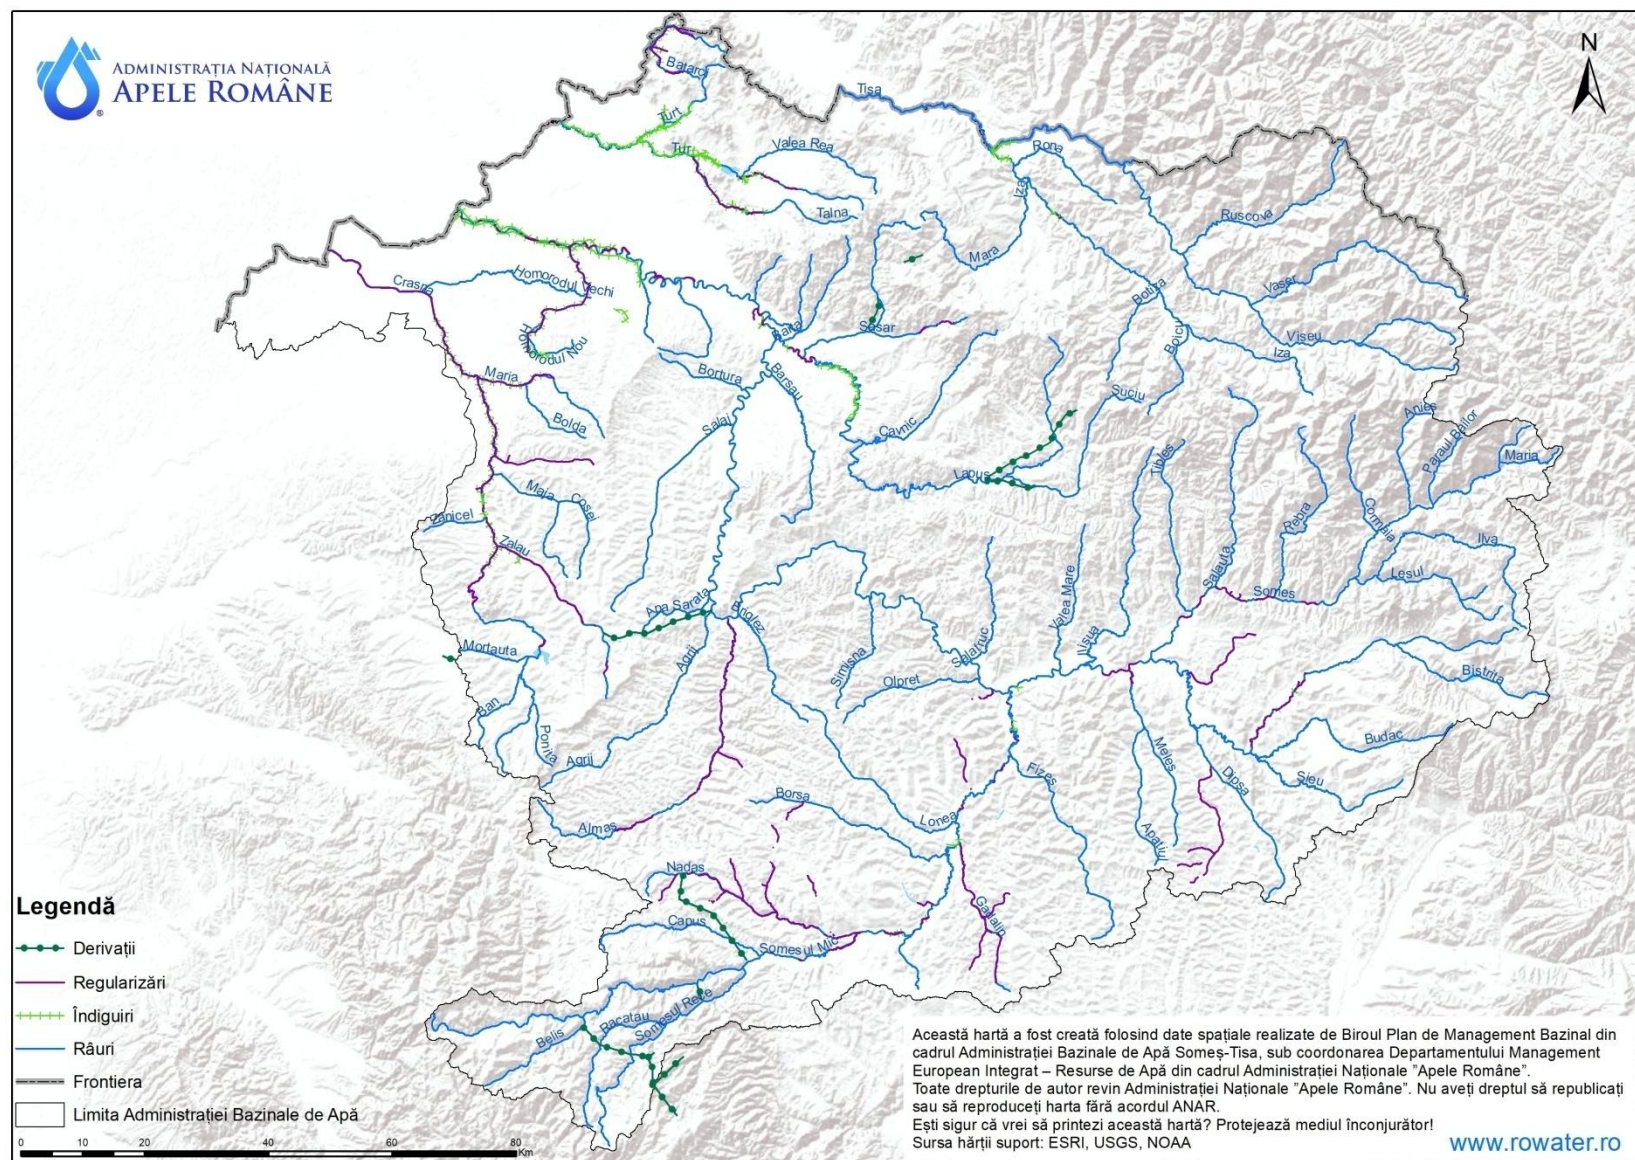 ADMINISTRAȚIA NAȚIONALĂ
APELE ROMÂNE
®
N
Batarci
Tisa
Turt
Tur
Valea Rea
Rona
Iza
Talna
Ruscova
Mara
Crasna
Homorodul Vechi
Vaser
Botiza
Baita
Sasar
Homorodul Nou
Boicu
Viseu
Iza
Maria
Bortura
Barsau
Suciu
Bolda
Salaj
Cavnic
Anies
Paraul Bailor
Maria
Tibles
Lapus
Maja
Cosei
Zanicel
Rebra
Cormaia
Zalau
Ilva
Salauta
Lesul
Valea Mare
Somes
Apa Sarata
Briglez
Ilisua
Mortauta
Agrij
Simisna
Salatruc
Olpret
Bistrita
Ban
Ponita
Agrij
Budac
Meles
Dipsa
Sieu
Fizes
Borsa
Lonea
Almas
Apatiu
Nadas
Gadalin
Capus
Somesul Mic
Somesul Rece
Racatau
Belis
Legendă
Derivații
Regularizări
Îndiguiri
Râuri
Frontiera
Limita Administrației Bazinale de Apă
0 10 20 40 60 80
Km
Această hartă a fost creată folosind date spațiale realizate de Biroul Plan de Management Bazinal din
cadrul Administrației Bazinale de Apă Someș-Tisa, sub coordonarea Departamentului Management
European Integrat – Resurse de Apă din cadrul Administrației Naționale ”Apele Române”.
Toate drepturile de autor revin Administrației Naționale ”Apele Române”. Nu aveți dreptul să republicați
sau să reproduceți harta fără acordul ANAR.
Ești sigur că vrei să printezi această hartă? Protejează mediul înconjurător!
Sursa hărții suport: ESRI, USGS, NOAA
www.rowater.ro